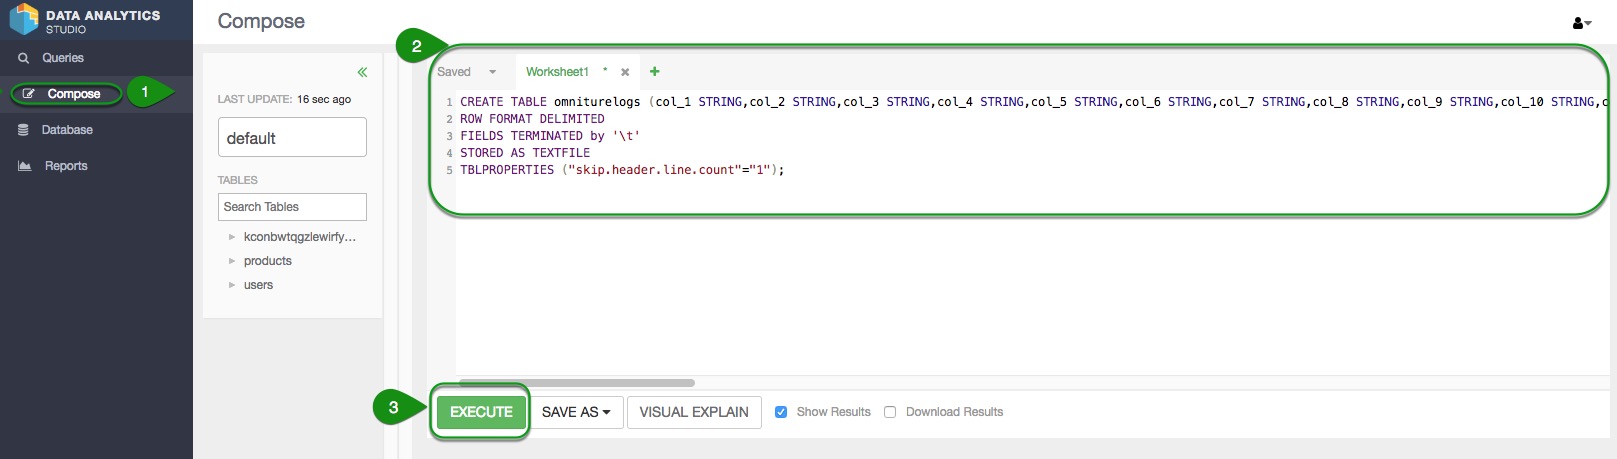 DATA ANALYTICS
STUDIO
Compose
Queries
Compose
1
Database
Reports
LAST UPDATE: 16 sec ago
default
TABLES
Search Tables
kconbwtqgzlewirfy...
products
users
2
Saved
Worksheet1 *
1 CREATE TABLE omniturelogs (col_1 STRING,col_2 STRING,col_3 STRING,col_4 STRING,col_5 STRING,col_6 STRING,col_7 STRING,col_8 STRING,col_9 STRING,col_10 STRING,c
2 ROW FORMAT DELIMITED
3 FIELDS TERMINATED by '\t'
4 STORED AS TEXTFILE
5 TBLPROPERTIES ("skip.header.line.count"="1");
3
EXECUTE SAVE AS VISUAL EXPLAIN Show Results Download Results